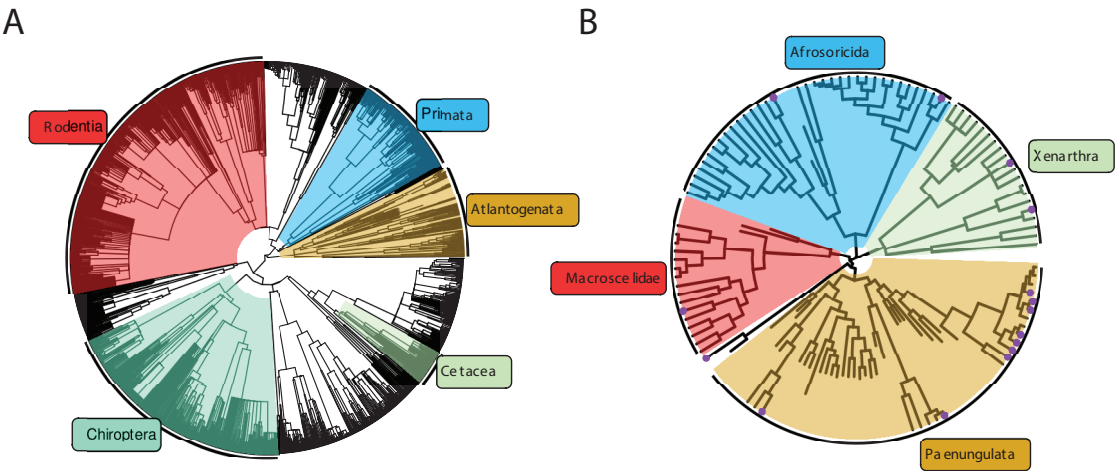 A
B
Afrosoricida
Rodentia
Primata
Xenarthra
Atlantogenata
Macroscelidae
Cetacea
Chiroptera
Paenungulata